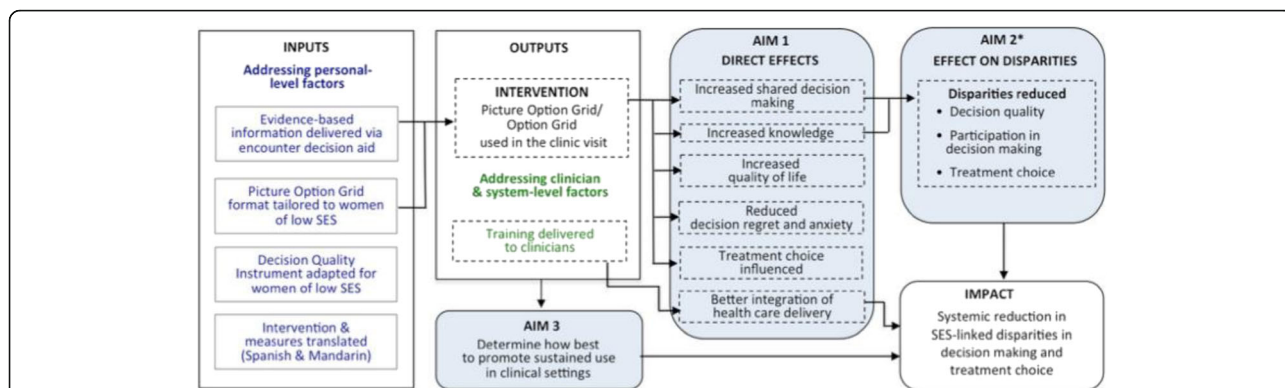 INPUTS
Addressing personal-
level factors
Evidence-based
information delivered via
encounter decision aid
Picture Option Grid
format tailored to women
of low SES
Decision Quality
Instrument adapted for
women of low SES
Intervention &
measures translated
(Spanish & Mandarin)
OUTPUTS
INTERVENTION
Picture Option Grid/
Option Grid
used in the clinic visit
Addressing clinician
& system-level factors
Training delivered
to clinicians
AIM 3
Determine how best
to promote sustained use
in clinical settings
AIM 1
DIRECT EFFECTS
Increased shared decision
making
Increased knowledge
Increased
quality of life
Reduced
decision regret and anxiety
Treatment choice
influenced
Better integration of
health care delivery
AIM 2*
EFFECT ON DISPARITIES
Disparities reduced
• Decision quality
• Participation in
decision making
• Treatment choice
IMPACT
Systemic reduction in
SES-linked disparities in
decision making and
treatment choice